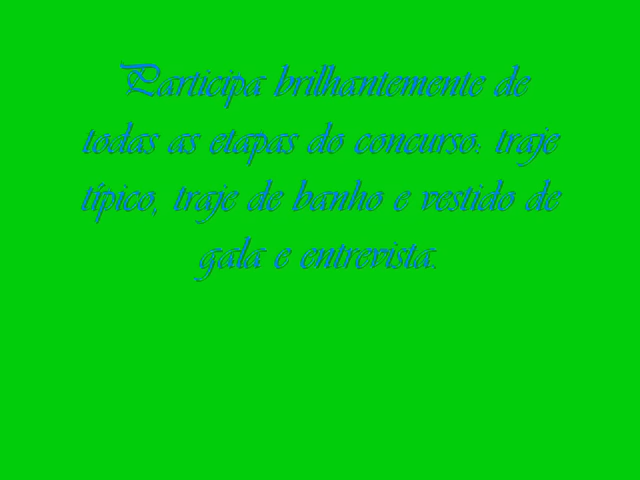 Participa brilhantemente de
todas as etapas do concurso: traje
típico, traje de banho e vestido de
gala e entrevista.